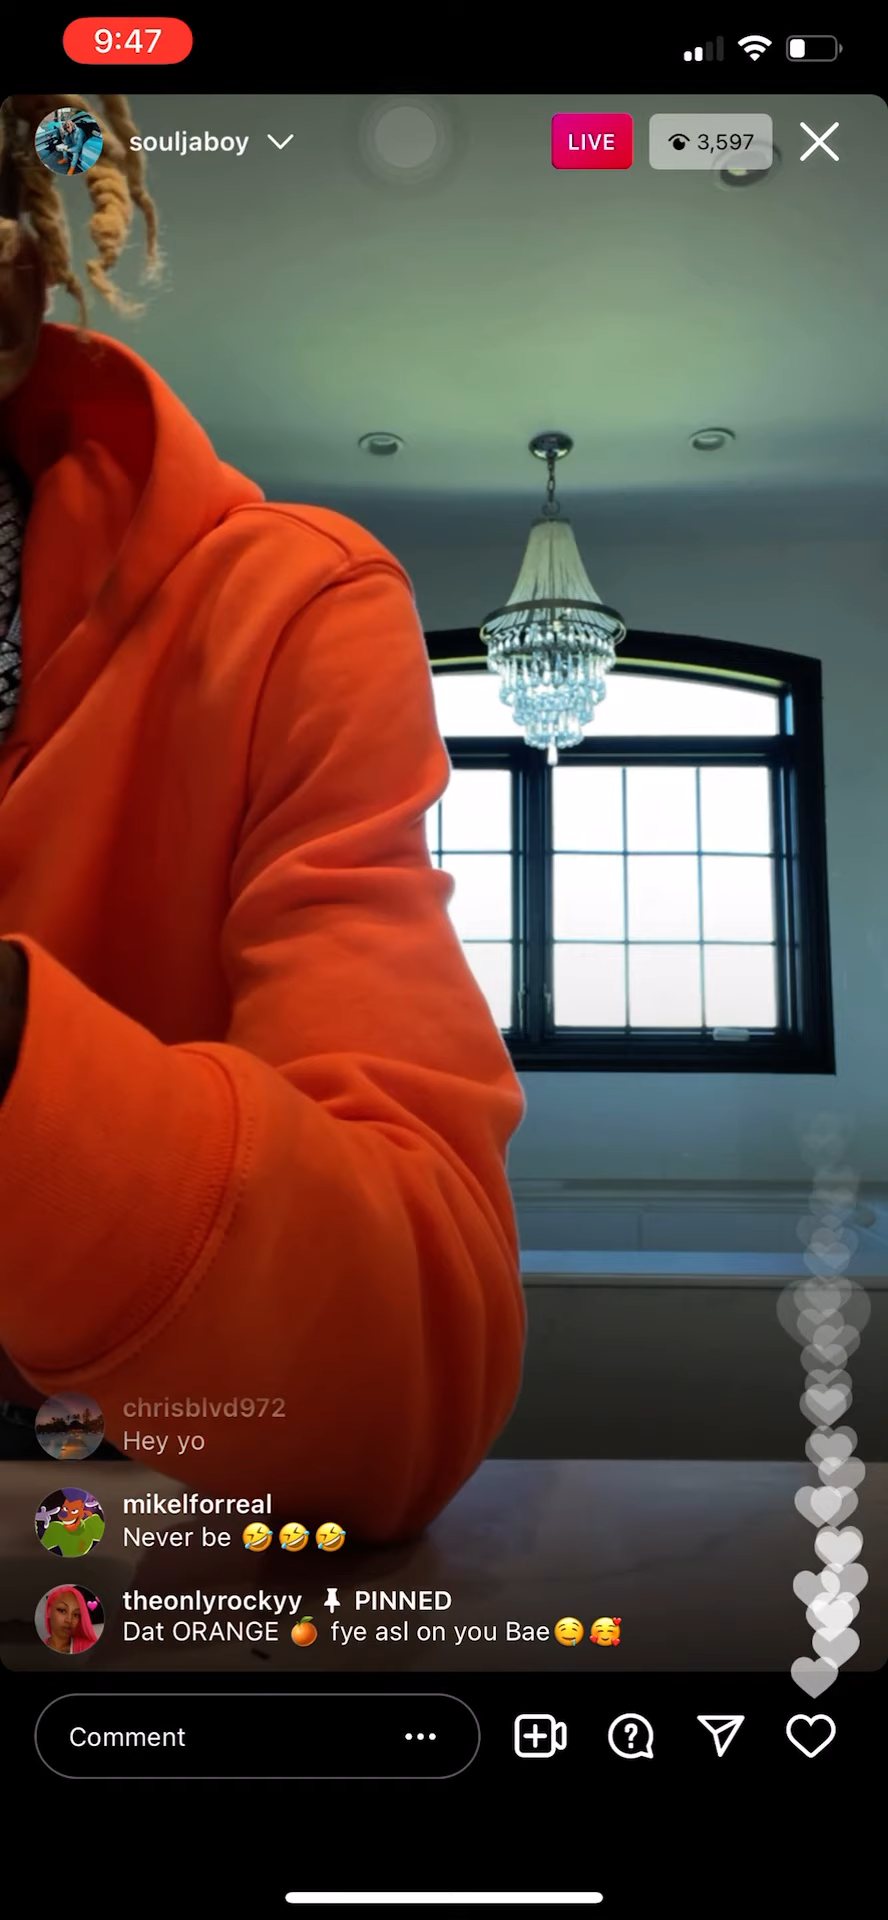 9:47
souljaboy
LIVE
3,597
chrisblvd972
Hey yo
mikelforreal
Never be 🤣🤣🤣
theonlyrockyy PINNED
Dat ORANGE 🍊 fye asl on you Bae🤤🥰
Comment